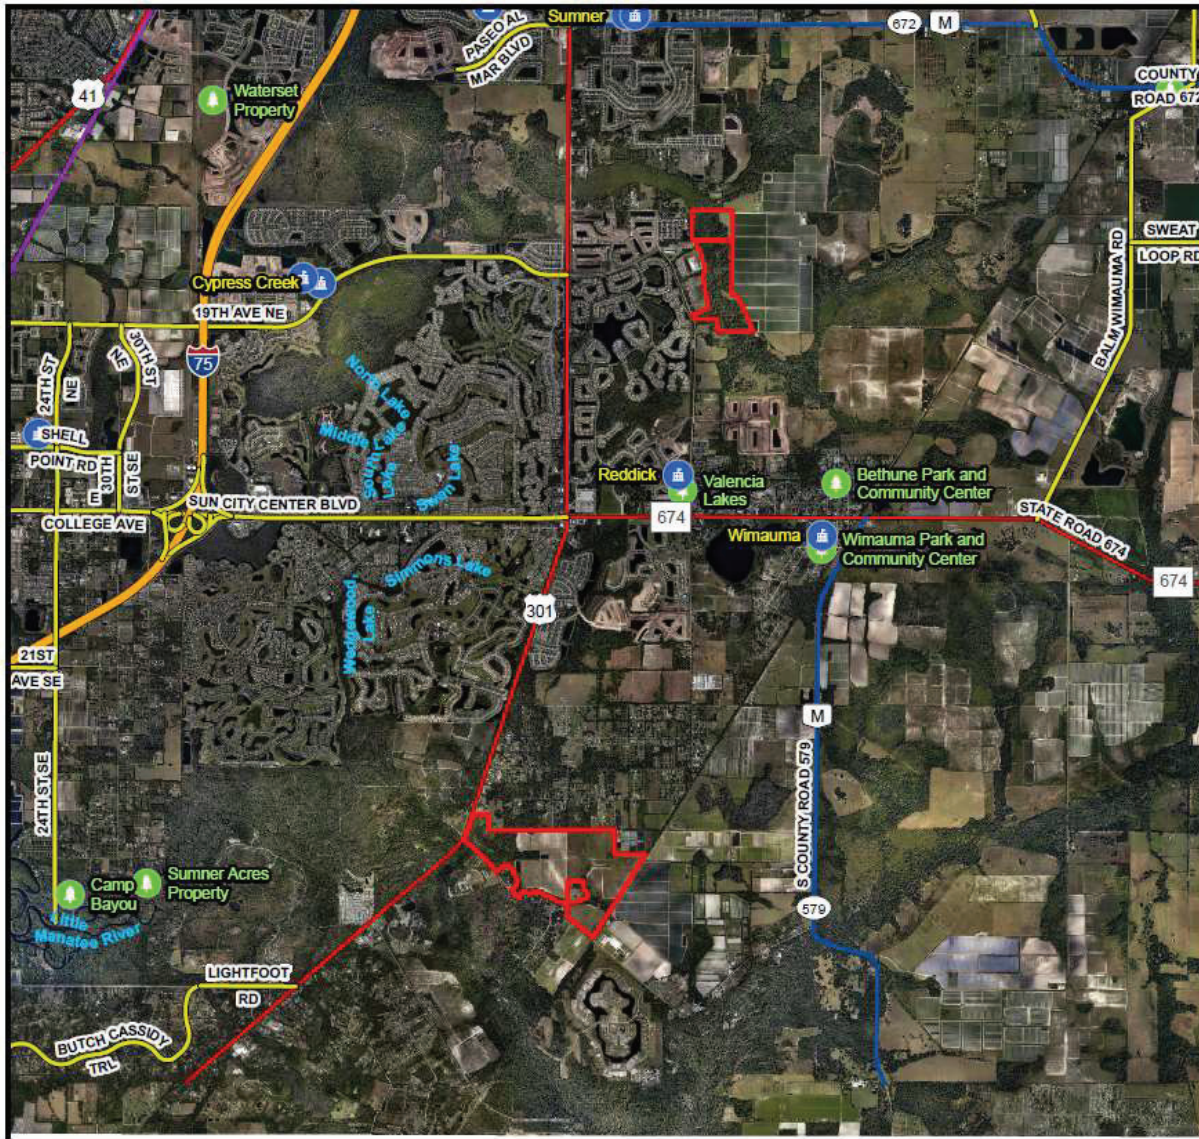 Sumner
672
M
PASEO AL
MAR BLVD
COUNTY
ROAD 672
41
Waterset
Property
SWEAT
LOOP RD
BALM WIMAUMA RD
Cypress Creek
19TH AVE NE
30TH ST
NE
24TH ST
NE
75
North Lake
Middle Lake
South Lake
Swan Lake
SHELL
POINT RD
30TH
ST SE
E
Reddick
Valencia
Lakes
Bethune Park and
Community Center
SUN CITY CENTER BLVD
COLLEGE AVE
674
STATE ROAD 674
Wimauma
Wimauma Park and
Community Center
674
Simmons Lake
Wedgewood
Lake
301
21ST
AVE SE
M
S COUNTY ROAD 579
24TH ST SE
Camp
Bayou
Sumner Acres
Property
Little
Manatee River
579
LIGHTFOOT
RD
BUTCH CASSIDY
TRL